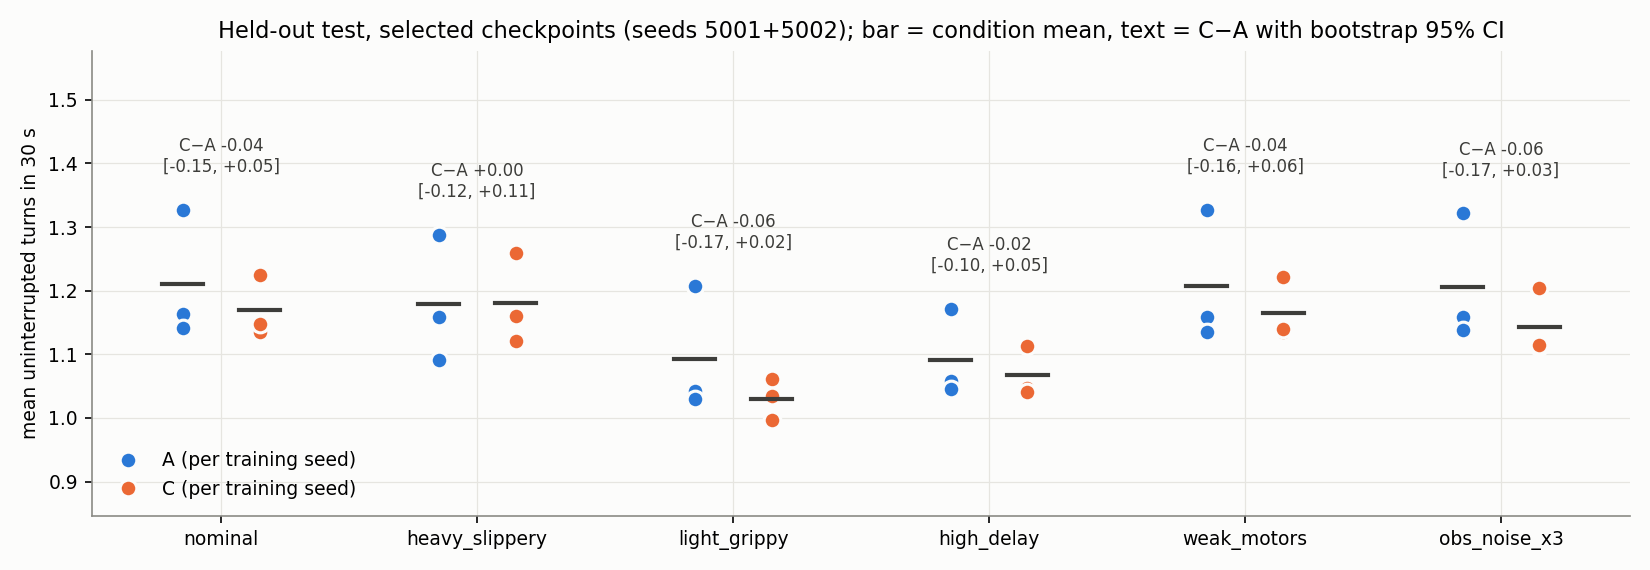 Held-out test, selected checkpoints (seeds 5001+5002); bar = condition mean, text = C−A with bootstrap 95% CI
mean uninterrupted turns in 30 s
1.5
1.4
1.3
1.2
1.1
1.0
0.9
C−A -0.04
[-0.15, +0.05]
C−A +0.00
[-0.12, +0.11]
C−A -0.06
[-0.17, +0.02]
C−A -0.02
[-0.10, +0.05]
C−A -0.04
[-0.16, +0.06]
C−A -0.06
[-0.17, +0.03]
A (per training seed)
C (per training seed)
nominal
heavy_slippery
light_grippy
high_delay
weak_motors
obs_noise_x3